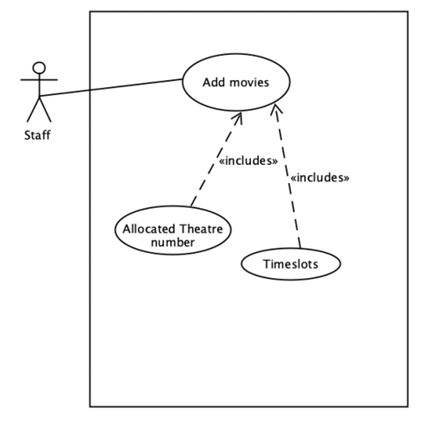 Add movies
Staff
«includes»
«includes»
Allocated Theatre
number
Timeslots